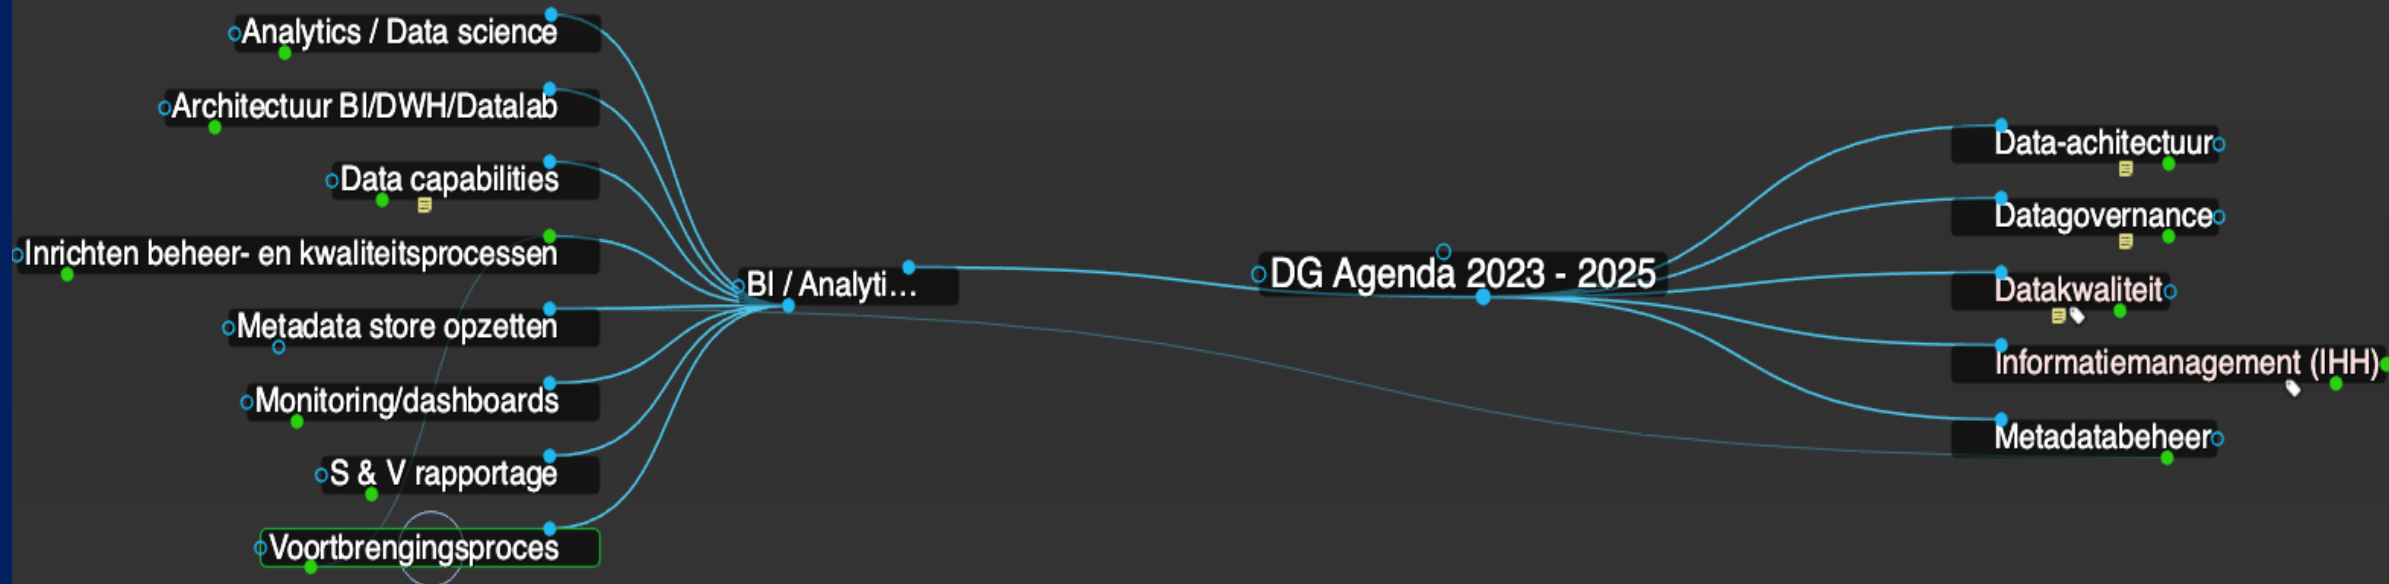 Analytics / Data science
Architectuur BI/DWH/Datalab
Data capabilities
Inrichten beheer- en kwaliteitsprocessen
Metadata store opzetten
Monitoring/dashboards
S & V rapportage
Voortbrengingsproces
BI / Analyti...
DG Agenda 2023 - 2025
Data-achitectuur
Datagovernance
Datakwaliteit
Informatiemanagement (IHH)
Metadatabeheer